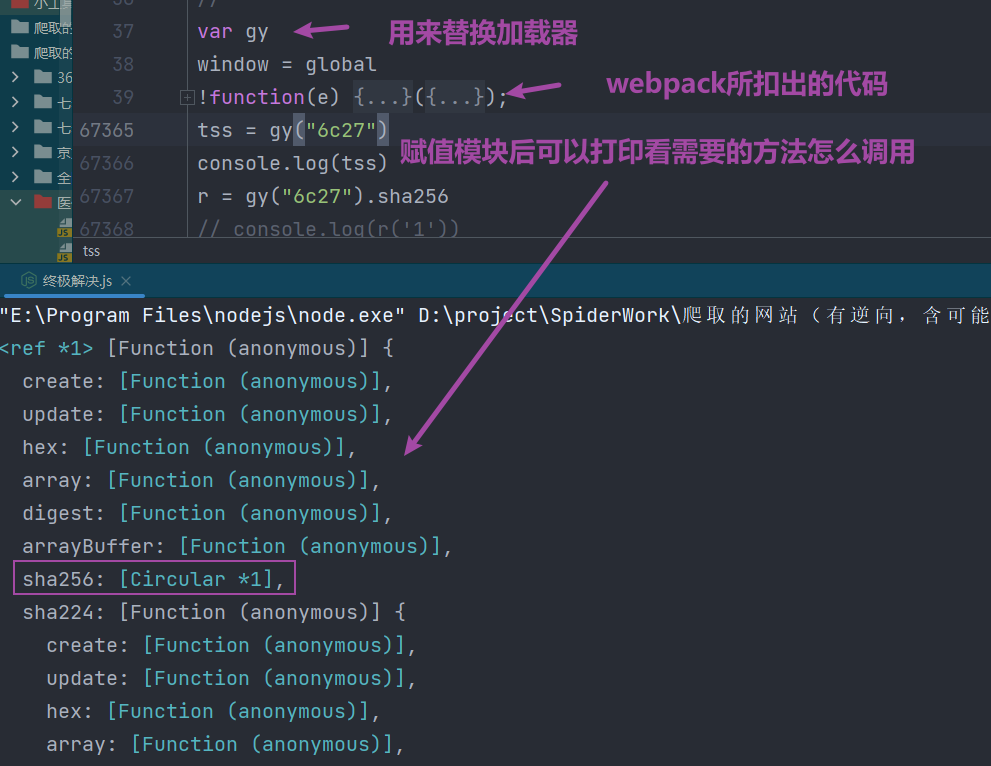 小工具
爬取的
爬取的
36
七
七
京
全
医
36
//
37
var gy
用来替换加载器
38
window = global
39
!function(e) {...}({...});
webpack所扣出的代码
67365
tss = gy("6c27")
67366
console.log(tss)
赋值模块后可以打印看需要的方法怎么调用
67367
r = gy("6c27").sha256
67368
// console.log(r('1'))
JS
JS
tss
JS
终极解决.js
"E:\Program Files\nodejs\node.exe" D:\project\SpiderWork\爬取的网站（有逆向，含可能
<ref *1> [Function (anonymous)] {
create: [Function (anonymous)],
update: [Function (anonymous)],
hex: [Function (anonymous)],
array: [Function (anonymous)],
digest: [Function (anonymous)],
arrayBuffer: [Function (anonymous)],
sha256: [Circular *1],
sha224: [Function (anonymous)] {
create: [Function (anonymous)],
update: [Function (anonymous)],
hex: [Function (anonymous)],
array: [Function (anonymous)],